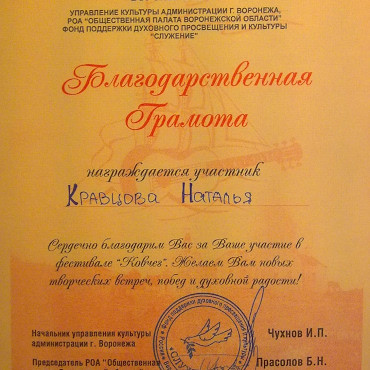 УПРАВЛЕНИЕ КУЛЬТУРЫ АДМИНИСТРАЦИИ Г. ВОРОНЕЖА,
РОА "ОБЩЕСТВЕННАЯ ПАЛАТА ВОРОНЕЖСКОЙ ОБЛАСТИ"
ФОНД ПОДДЕРЖКИ ДУХОВНОГО ПРОСВЕЩЕНИЯ И КУЛЬТУРЫ
"СЛУЖЕНИЕ"
Благодарственная
Грамота
награждается участник
Кравцова Наталья
Сердечно благодарим Вас за Ваше участие в
фестивале "Ковчег". Желаем Вам новых
творческих встреч, побед и духовной радости!
Начальник управления культуры
администрации г. Воронежа
Чухнов И.П.
Председатель РОА "Общественная
Прасолов Б.Н.